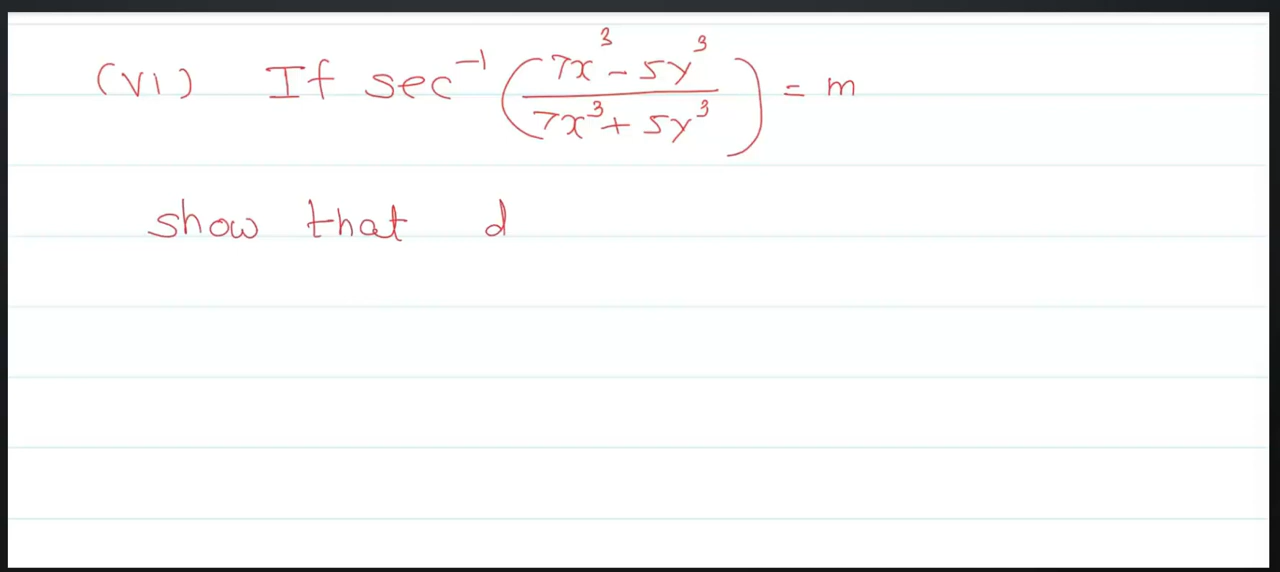 (VI) If sec⁻¹ ( (7x³ - 5y³) / (7x³ + 5y³) ) = m
show that d